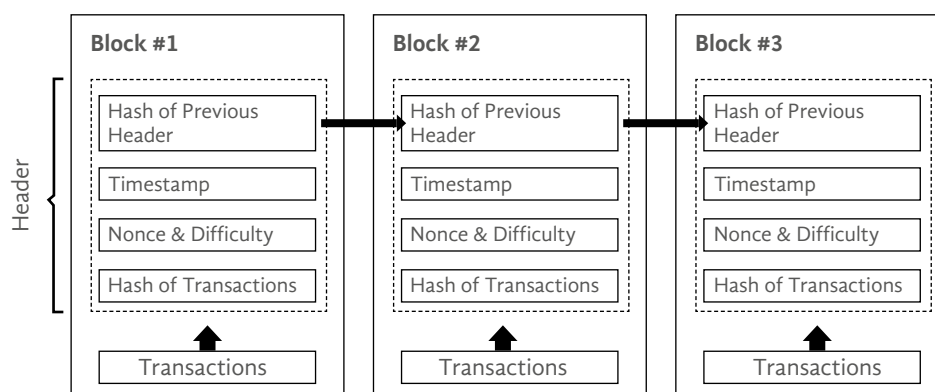 Block #1
Block #2
Block #3
Header
Hash of Previous
Header
Timestamp
Nonce & Difficulty
Hash of Transactions
Transactions
Hash of Previous
Header
Timestamp
Nonce & Difficulty
Hash of Transactions
Transactions
Hash of Previous
Header
Timestamp
Nonce & Difficulty
Hash of Transactions
Transactions